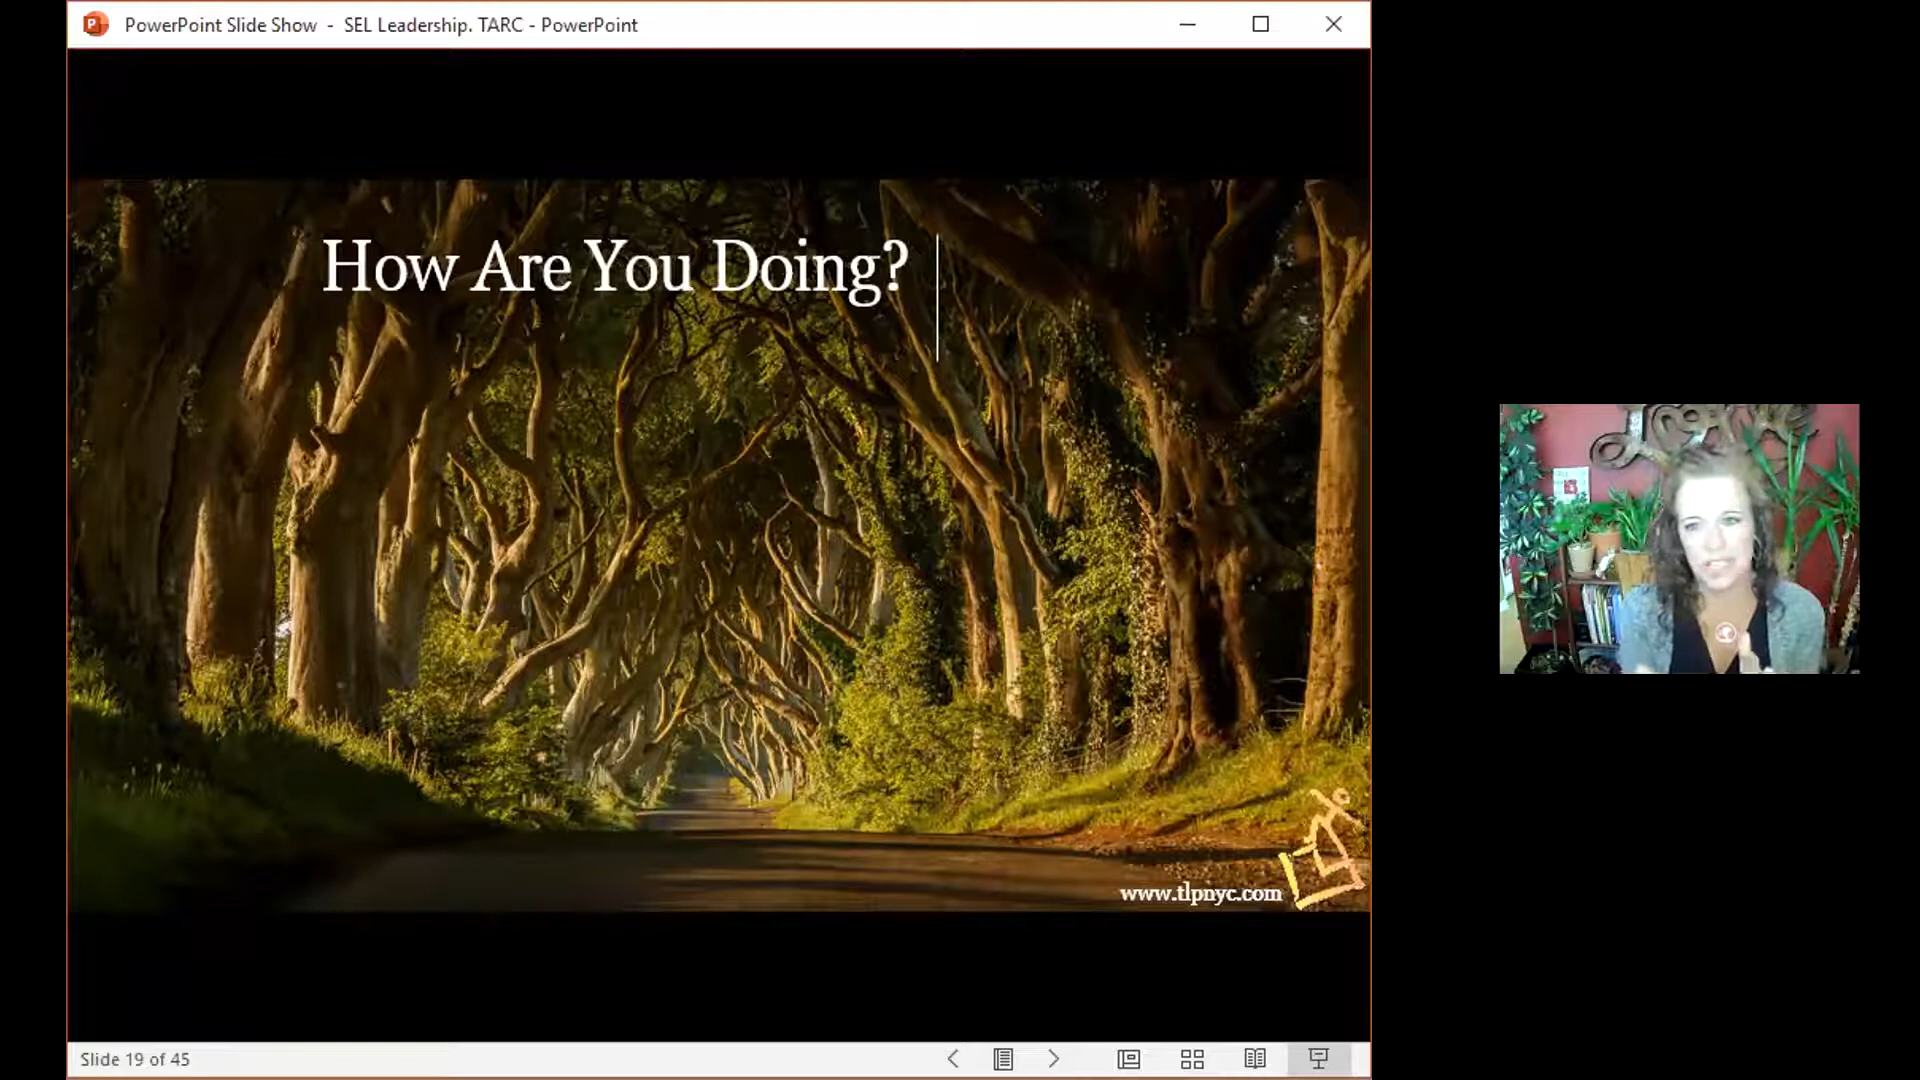 PowerPoint Slide Show - SEL Leadership. TARC - PowerPoint
How Are You Doing?
www.tlpnyc.com
Slide 19 of 45